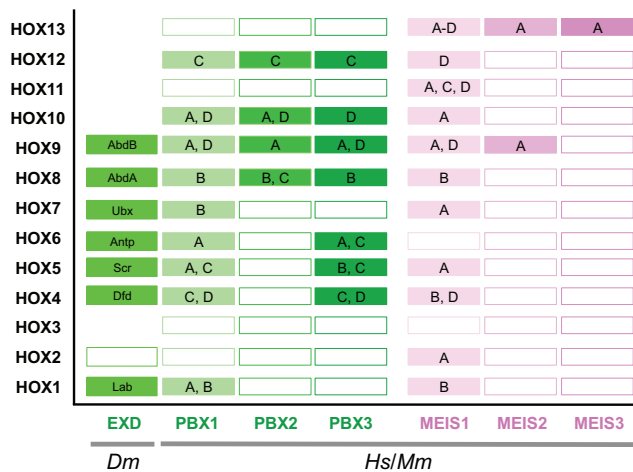 HOX13 A-D A A
HOX12 C C C D
HOX11 A, C, D
HOX10 A, D A, D D A
HOX9 AbdB A, D A A, D A, D A
HOX8 AbdA B B, C B B
HOX7 Ubx B A
HOX6 Antp A A, C
HOX5 Scr A, C B, C A
HOX4 Dfd C, D C, D B, D
HOX3
HOX2 A
HOX1 Lab A, B B
EXD PBX1 PBX2 PBX3 MEIS1 MEIS2 MEIS3
Dm Hs/Mm